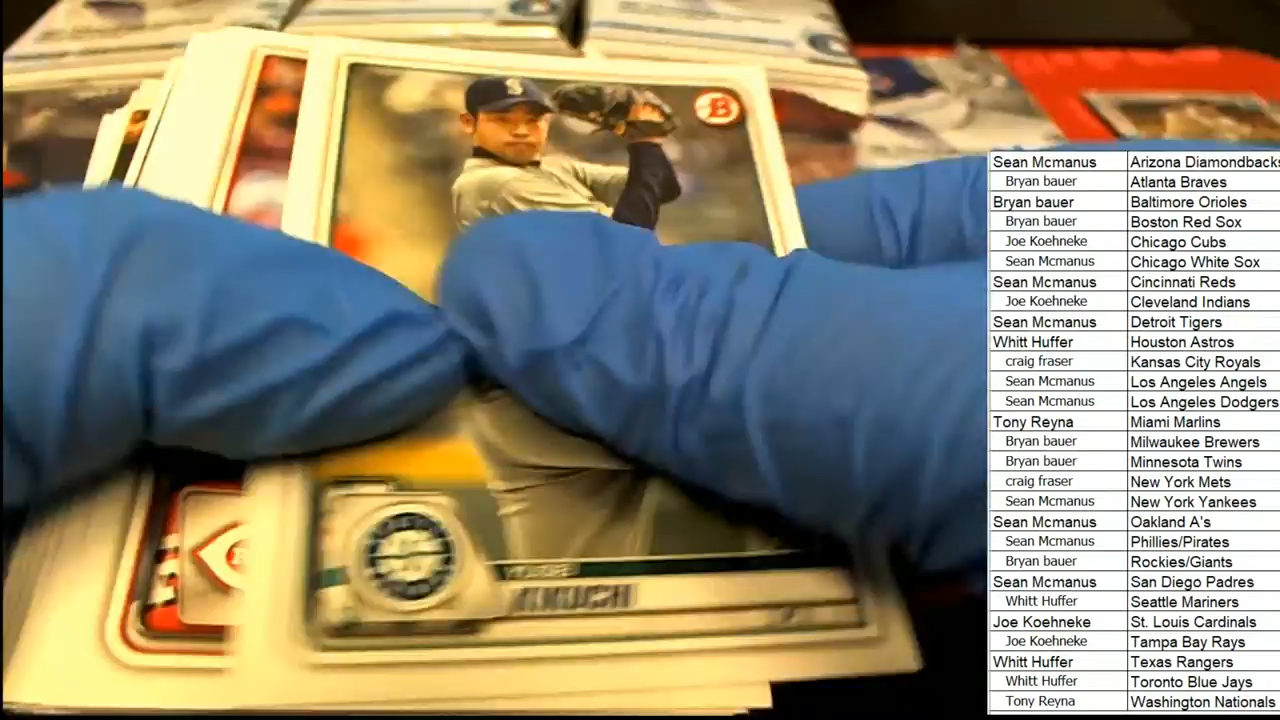 S
B
KIKUCHI
Sean Mcmanus Arizona Diamondbacks
Bryan bauer Atlanta Braves
Bryan bauer Baltimore Orioles
Bryan bauer Boston Red Sox
Joe Koehneke Chicago Cubs
Sean Mcmanus Chicago White Sox
Sean Mcmanus Cincinnati Reds
Joe Koehneke Cleveland Indians
Sean Mcmanus Detroit Tigers
Whitt Huffer Houston Astros
craig fraser Kansas City Royals
Sean Mcmanus Los Angeles Angels
Sean Mcmanus Los Angeles Dodgers
Tony Reyna Miami Marlins
Bryan bauer Milwaukee Brewers
Bryan bauer Minnesota Twins
craig fraser New York Mets
Sean Mcmanus New York Yankees
Sean Mcmanus Oakland A's
Sean Mcmanus Phillies/Pirates
Bryan bauer Rockies/Giants
Sean Mcmanus San Diego Padres
Whitt Huffer Seattle Mariners
Joe Koehneke St. Louis Cardinals
Joe Koehneke Tampa Bay Rays
Whitt Huffer Texas Rangers
Whitt Huffer Toronto Blue Jays
Tony Reyna Washington Nationals